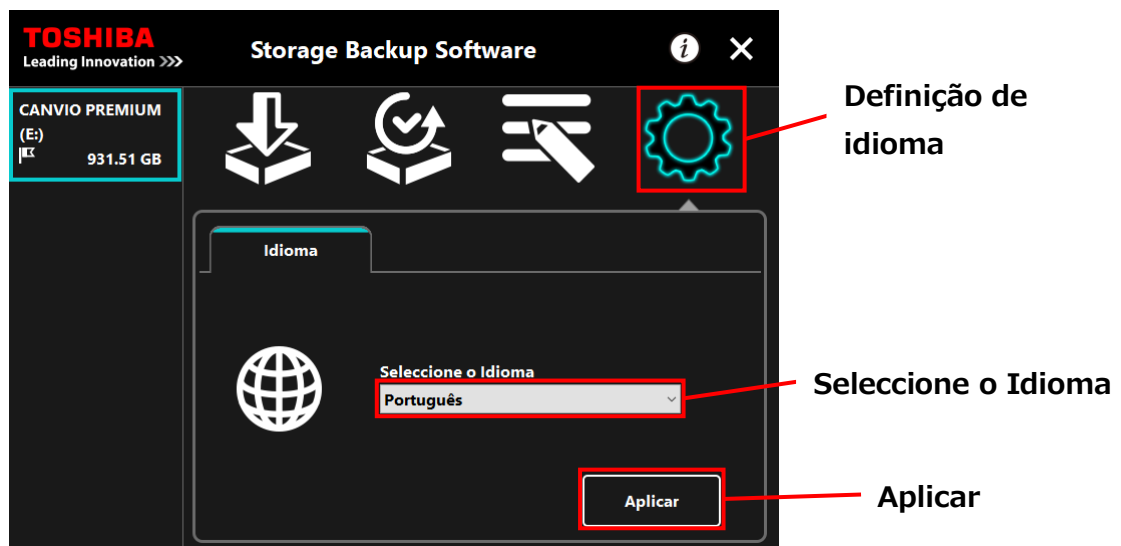 TOSHIBA
Leading Innovation >>>
Storage Backup Software
i
CANVIO PREMIUM
(E:)
931.51 GB
Definição de
idioma
Idioma
Seleccione o Idioma
Português
Seleccione o Idioma
Aplicar
Aplicar